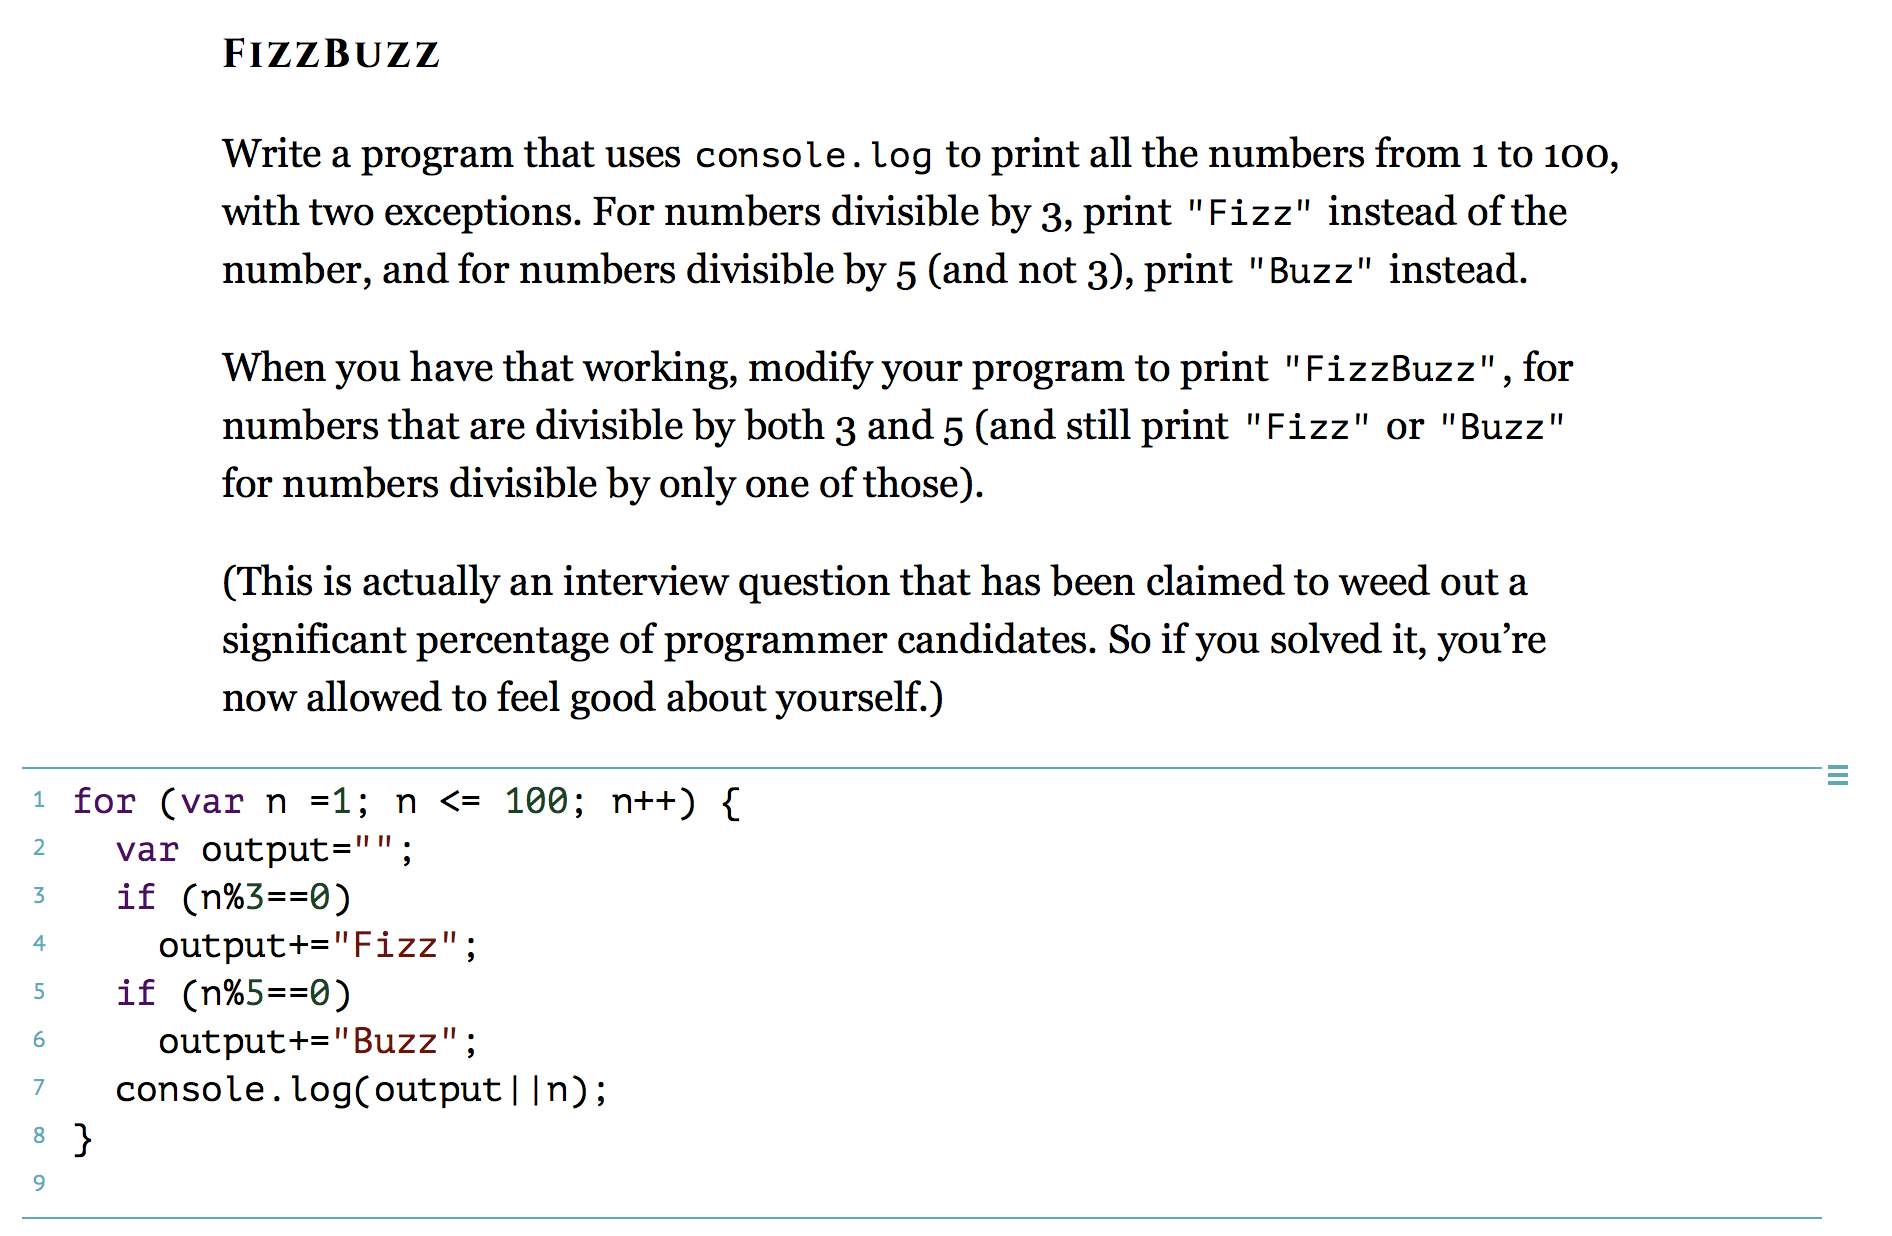 FIZZBUZZ
Write a program that uses console.log to print all the numbers from 1 to 100,
with two exceptions. For numbers divisible by 3, print "Fizz" instead of the
number, and for numbers divisible by 5 (and not 3), print "Buzz" instead.
When you have that working, modify your program to print "FizzBuzz", for
numbers that are divisible by both 3 and 5 (and still print "Fizz" or "Buzz"
for numbers divisible by only one of those).
(This is actually an interview question that has been claimed to weed out a
significant percentage of programmer candidates. So if you solved it, you’re
now allowed to feel good about yourself.)
1 for (var n =1; n <= 100; n++) {
2   var output="";
3   if (n%3==0)
4     output+="Fizz";
5   if (n%5==0)
6     output+="Buzz";
7   console.log(output||n);
8 }
9